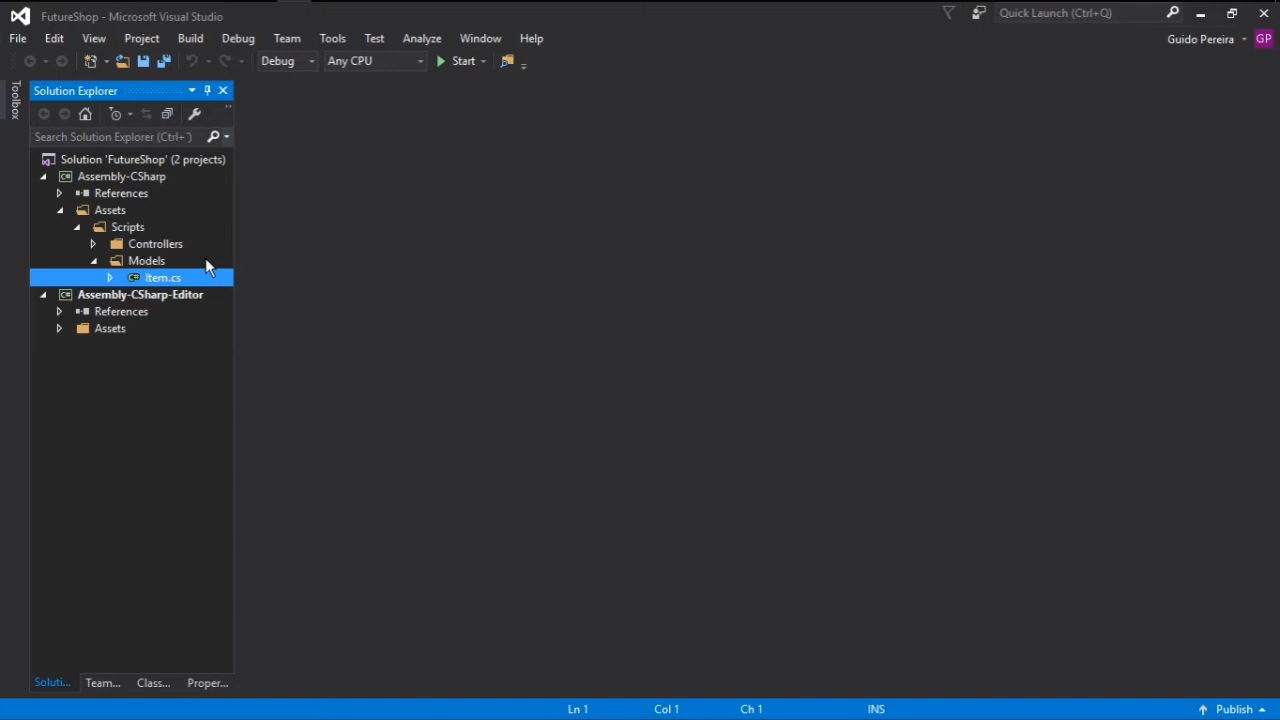 FutureShop - Microsoft Visual Studio
Quick Launch (Ctrl+Q)
File Edit View Project Build Debug Team Tools Test Analyze Window Help
Guido Pereira GP
Debug Any CPU Start
Toolbox
Solution Explorer
Search Solution Explorer (Ctrl+ ¨)
Solution 'FutureShop' (2 projects)
C# Assembly-CSharp
References
Assets
Scripts
Controllers
Models
C# Item.cs
C# Assembly-CSharp-Editor
References
Assets
Soluti... Team... Class... Proper...
Ln 1 Col 1 Ch 1 INS Publish